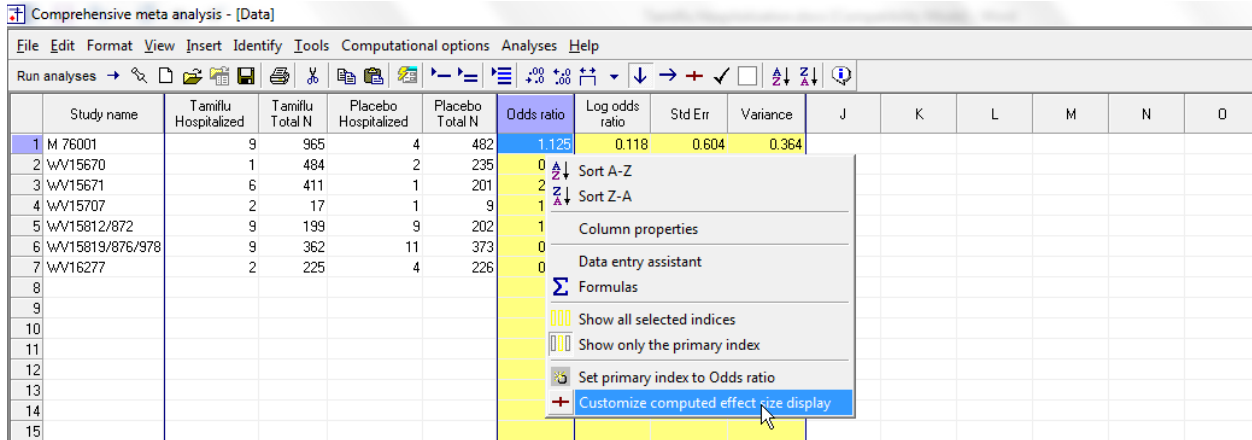 Comprehensive meta analysis - [Data]
File Edit Format View Insert Identify Tools Computational options Analyses Help
Run analyses
Study name Tamiflu Hospitalized Tamiflu Total N Placebo Hospitalized Placebo Total N Odds ratio Log odds ratio Std Err Variance J K L M N O
1 M 76001 9 965 4 482 1.125 0.118 0.604 0.364
2 WV15670 1 484 2 235 0
3 WV15671 6 411 1 201 2
4 WV15707 2 17 1 9 1
5 WV15812/872 9 199 9 202 1
6 WV15819/876/978 9 362 11 373 0
7 WV16277 2 225 4 226 0
8
9
10
11
12
13
14
15
Sort A-Z
Sort Z-A
Column properties
Data entry assistant
Formulas
Show all selected indices
Show only the primary index
Set primary index to Odds ratio
Customize computed effect size display